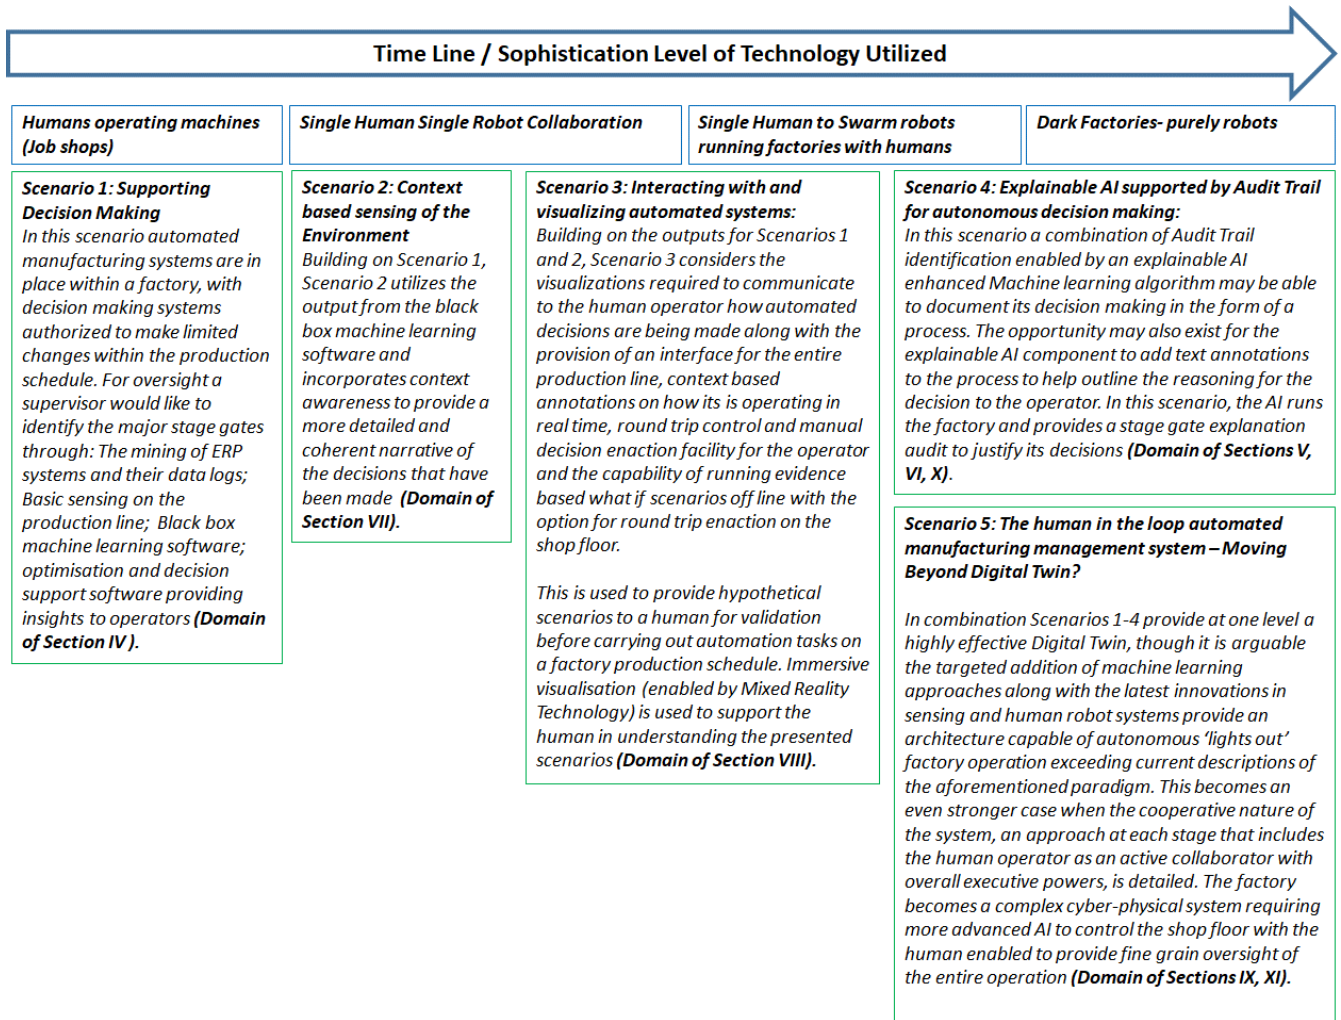 Time Line / Sophistication Level of Technology Utilized
Humans operating machines
(Job shops)
Single Human Single Robot Collaboration
Single Human to Swarm robots
running factories with humans
Dark Factories- purely robots
Scenario 1: Supporting
Decision Making
In this scenario automated
manufacturing systems are in
place within a factory, with
decision making systems
authorized to make limited
changes within the production
schedule. For oversight a
supervisor would like to
identify the major stage gates
through: The mining of ERP
systems and their data logs;
Basic sensing on the
production line; Black box
machine learning software;
optimisation and decision
support software providing
insights to operators (Domain
of Section IV ).
Scenario 2: Context
based sensing of the
Environment
Building on Scenario 1,
Scenario 2 utilizes the
output from the black
box machine learning
software and
incorporates context
awareness to provide a
more detailed and
coherent narrative of
the decisions that have
been made (Domain of
Section VII).
Scenario 3: Interacting with and
visualizing automated systems:
Building on the outputs for Scenarios 1
and 2, Scenario 3 considers the
visualizations required to communicate
to the human operator how automated
decisions are being made along with the
provision of an interface for the entire
production line, context based
annotations on how its is operating in
real time, round trip control and manual
decision enaction facility for the operator
and the capability of running evidence
based what if scenarios off line with the
option for round trip enaction on the
shop floor.
This is used to provide hypothetical
scenarios to a human for validation
before carrying out automation tasks on
a factory production schedule. Immersive
visualisation (enabled by Mixed Reality
Technology) is used to support the
human in understanding the presented
scenarios (Domain of Section VIII).
Scenario 4: Explainable AI supported by Audit Trail
for autonomous decision making:
In this scenario a combination of Audit Trail
identification enabled by an explainable AI
enhanced Machine learning algorithm may be able
to document its decision making in the form of a
process. The opportunity may also exist for the
explainable AI component to add text annotations
to the process to help outline the reasoning for the
decision to the operator. In this scenario, the AI runs
the factory and provides a stage gate explanation
audit to justify its decisions (Domain of Sections V,
VI, X).
Scenario 5: The human in the loop automated
manufacturing management system – Moving
Beyond Digital Twin?
In combination Scenarios 1-4 provide at one level a
highly effective Digital Twin, though it is arguable
the targeted addition of machine learning
approaches along with the latest innovations in
sensing and human robot systems provide an
architecture capable of autonomous ‘lights out’
factory operation exceeding current descriptions of
the aforementioned paradigm. This becomes an
even stronger case when the cooperative nature of
the system, an approach at each stage that includes
the human operator as an active collaborator with
overall executive powers, is detailed. The factory
becomes a complex cyber-physical system requiring
more advanced AI to control the shop floor with the
human enabled to provide fine grain oversight of
the entire operation (Domain of Sections IX, XI).